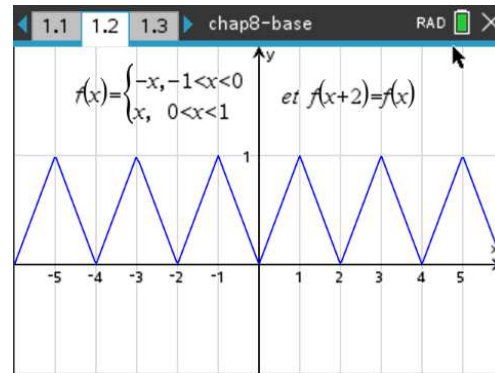 1.1 1.2 1.3 chap8-base RAD
y
f(x)={-x,-1<x<0
x, 0<x<1
et f(x+2)=f(x)
1
x
-5 -4 -3 -2 -1 1 2 3 4 5